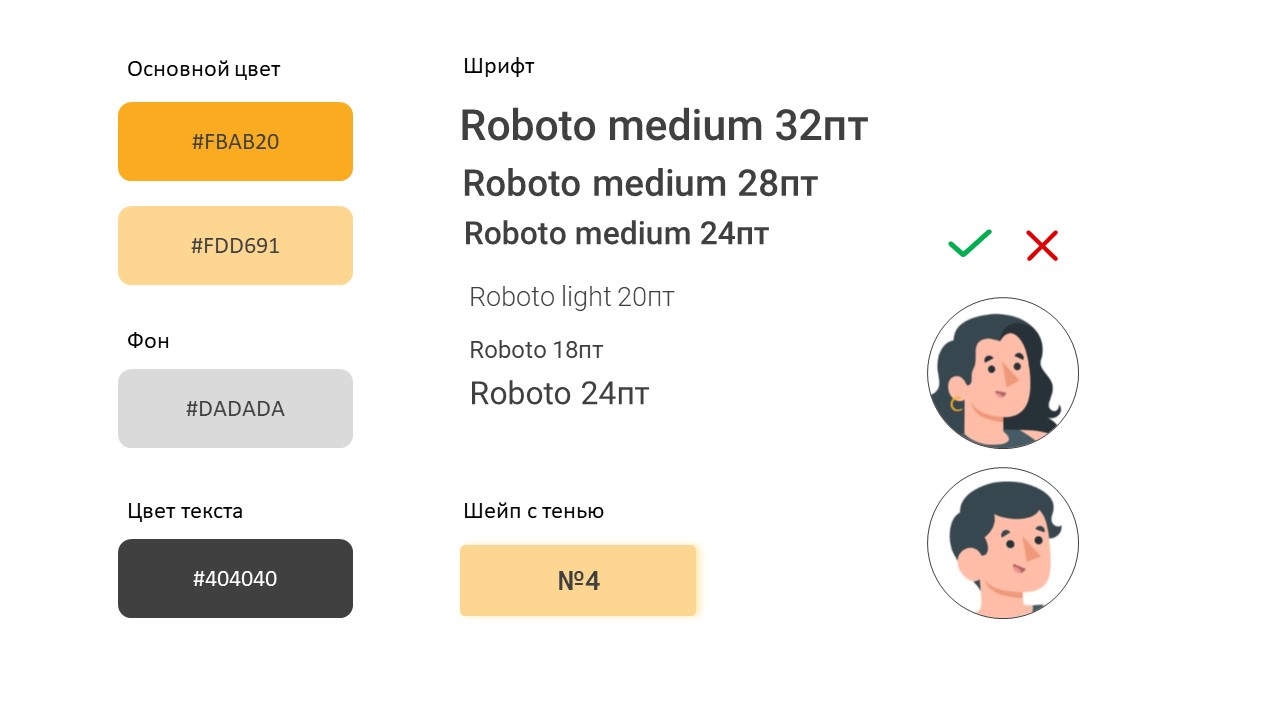 Основной цвет
#FBAB20
#FDD691
Фон
#DADADA
Цвет текста
#404040
Шрифт
Roboto medium 32пт
Roboto medium 28пт
Roboto medium 24пт
Roboto light 20пт
Roboto 18пт
Roboto 24пт
Шейп с тенью
№4